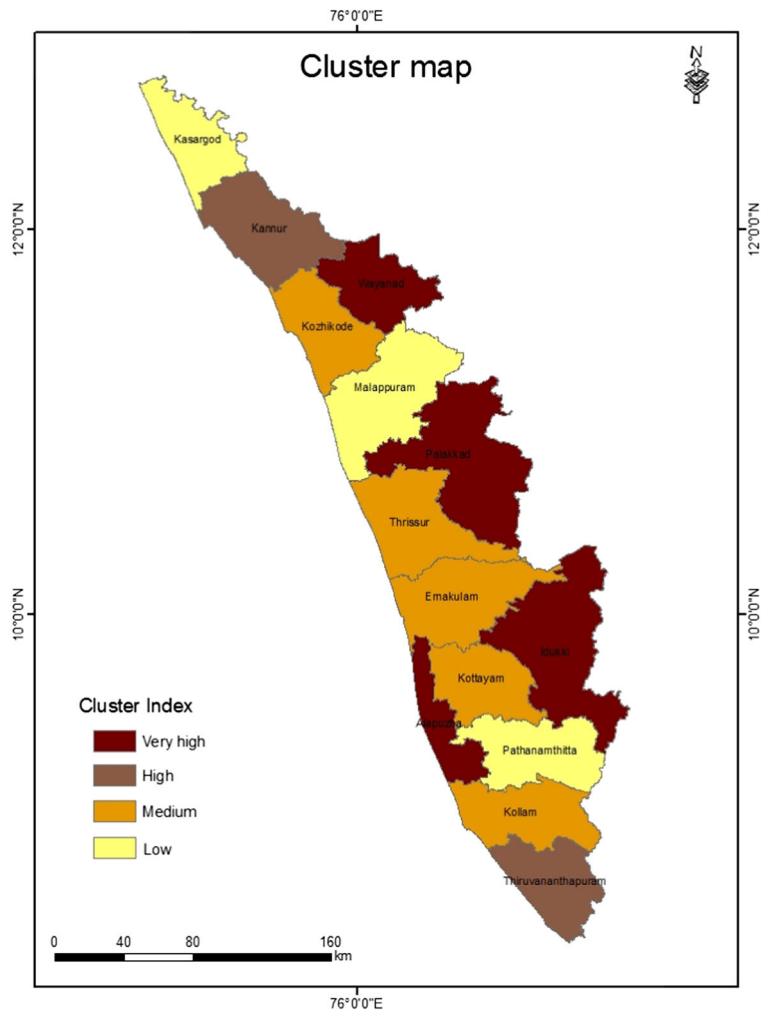 76°0'0"E
Cluster map
N
Kasargod
12°0'0"N
12°0'0"N
Kannur
Wayanad
Kozhikode
Malappuram
Palakkad
Thrissur
Ernakulam
10°0'0"N
10°0'0"N
Idukki
Kottayam
Alapuzha
Pathanamthitta
Kollam
Thiruvananthapuram
Cluster Index
Very high
High
Medium
Low
0 40 80 160
km
76°0'0"E